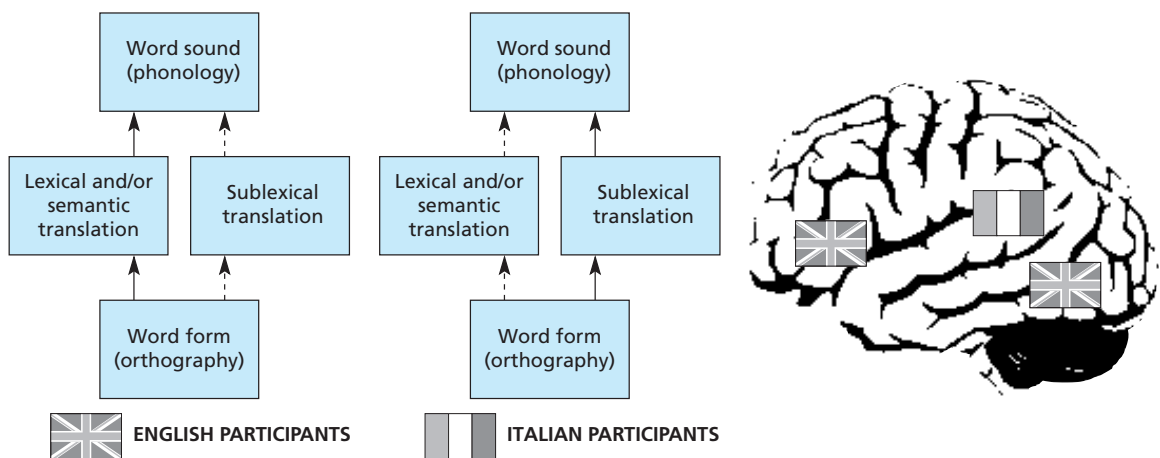 Word sound
(phonology)
Lexical and/or
semantic
translation
Sublexical
translation
Word form
(orthography)
ENGLISH PARTICIPANTS
Word sound
(phonology)
Lexical and/or
semantic
translation
Sublexical
translation
Word form
(orthography)
ITALIAN PARTICIPANTS